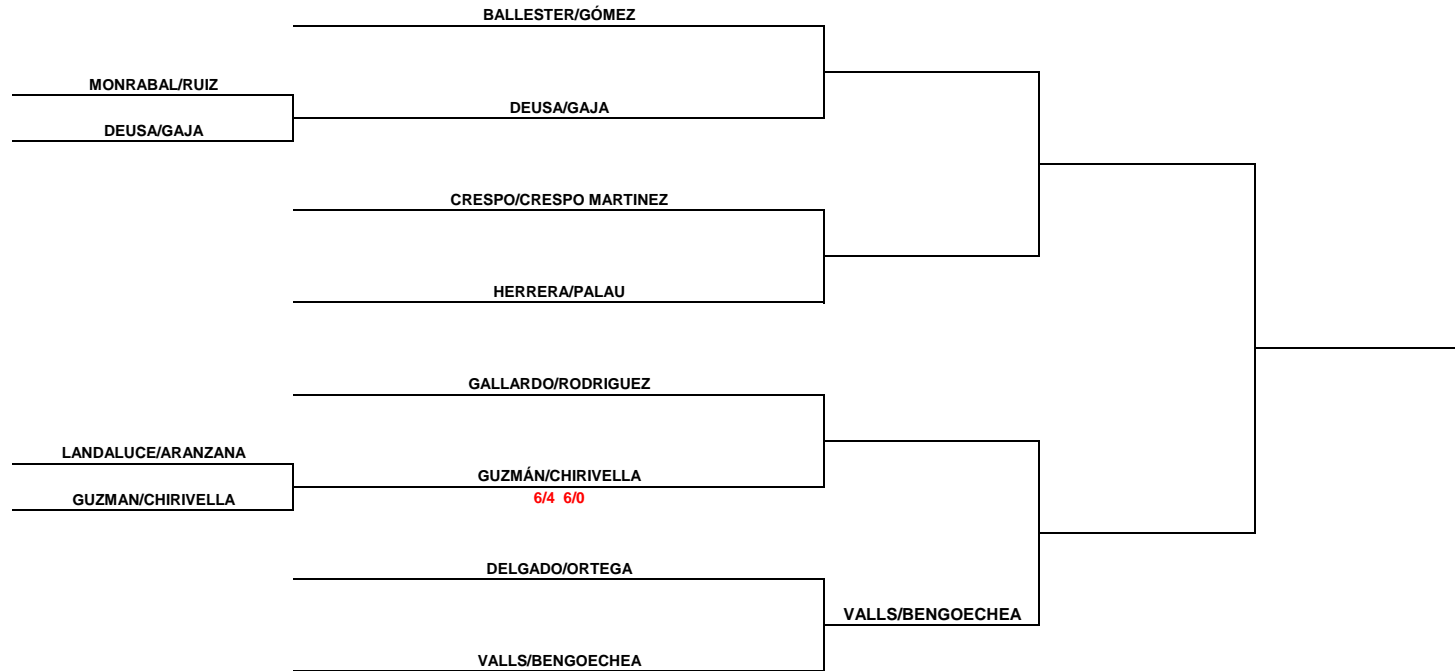 BALLESTER/GÓMEZ
MONRABAL/RUIZ
DEUSA/GAJA
DEUSA/GAJA
CRESPO/CRESPO MARTINEZ
HERRERA/PALAU
GALLARDO/RODRIGUEZ
LANDALUCE/ARANZANA
GUZMÁN/CHIRIVELLA
GUZMAN/CHIRIVELLA
6/4 6/0
DELGADO/ORTEGA
VALLS/BENGOECHEA
VALLS/BENGOECHEA